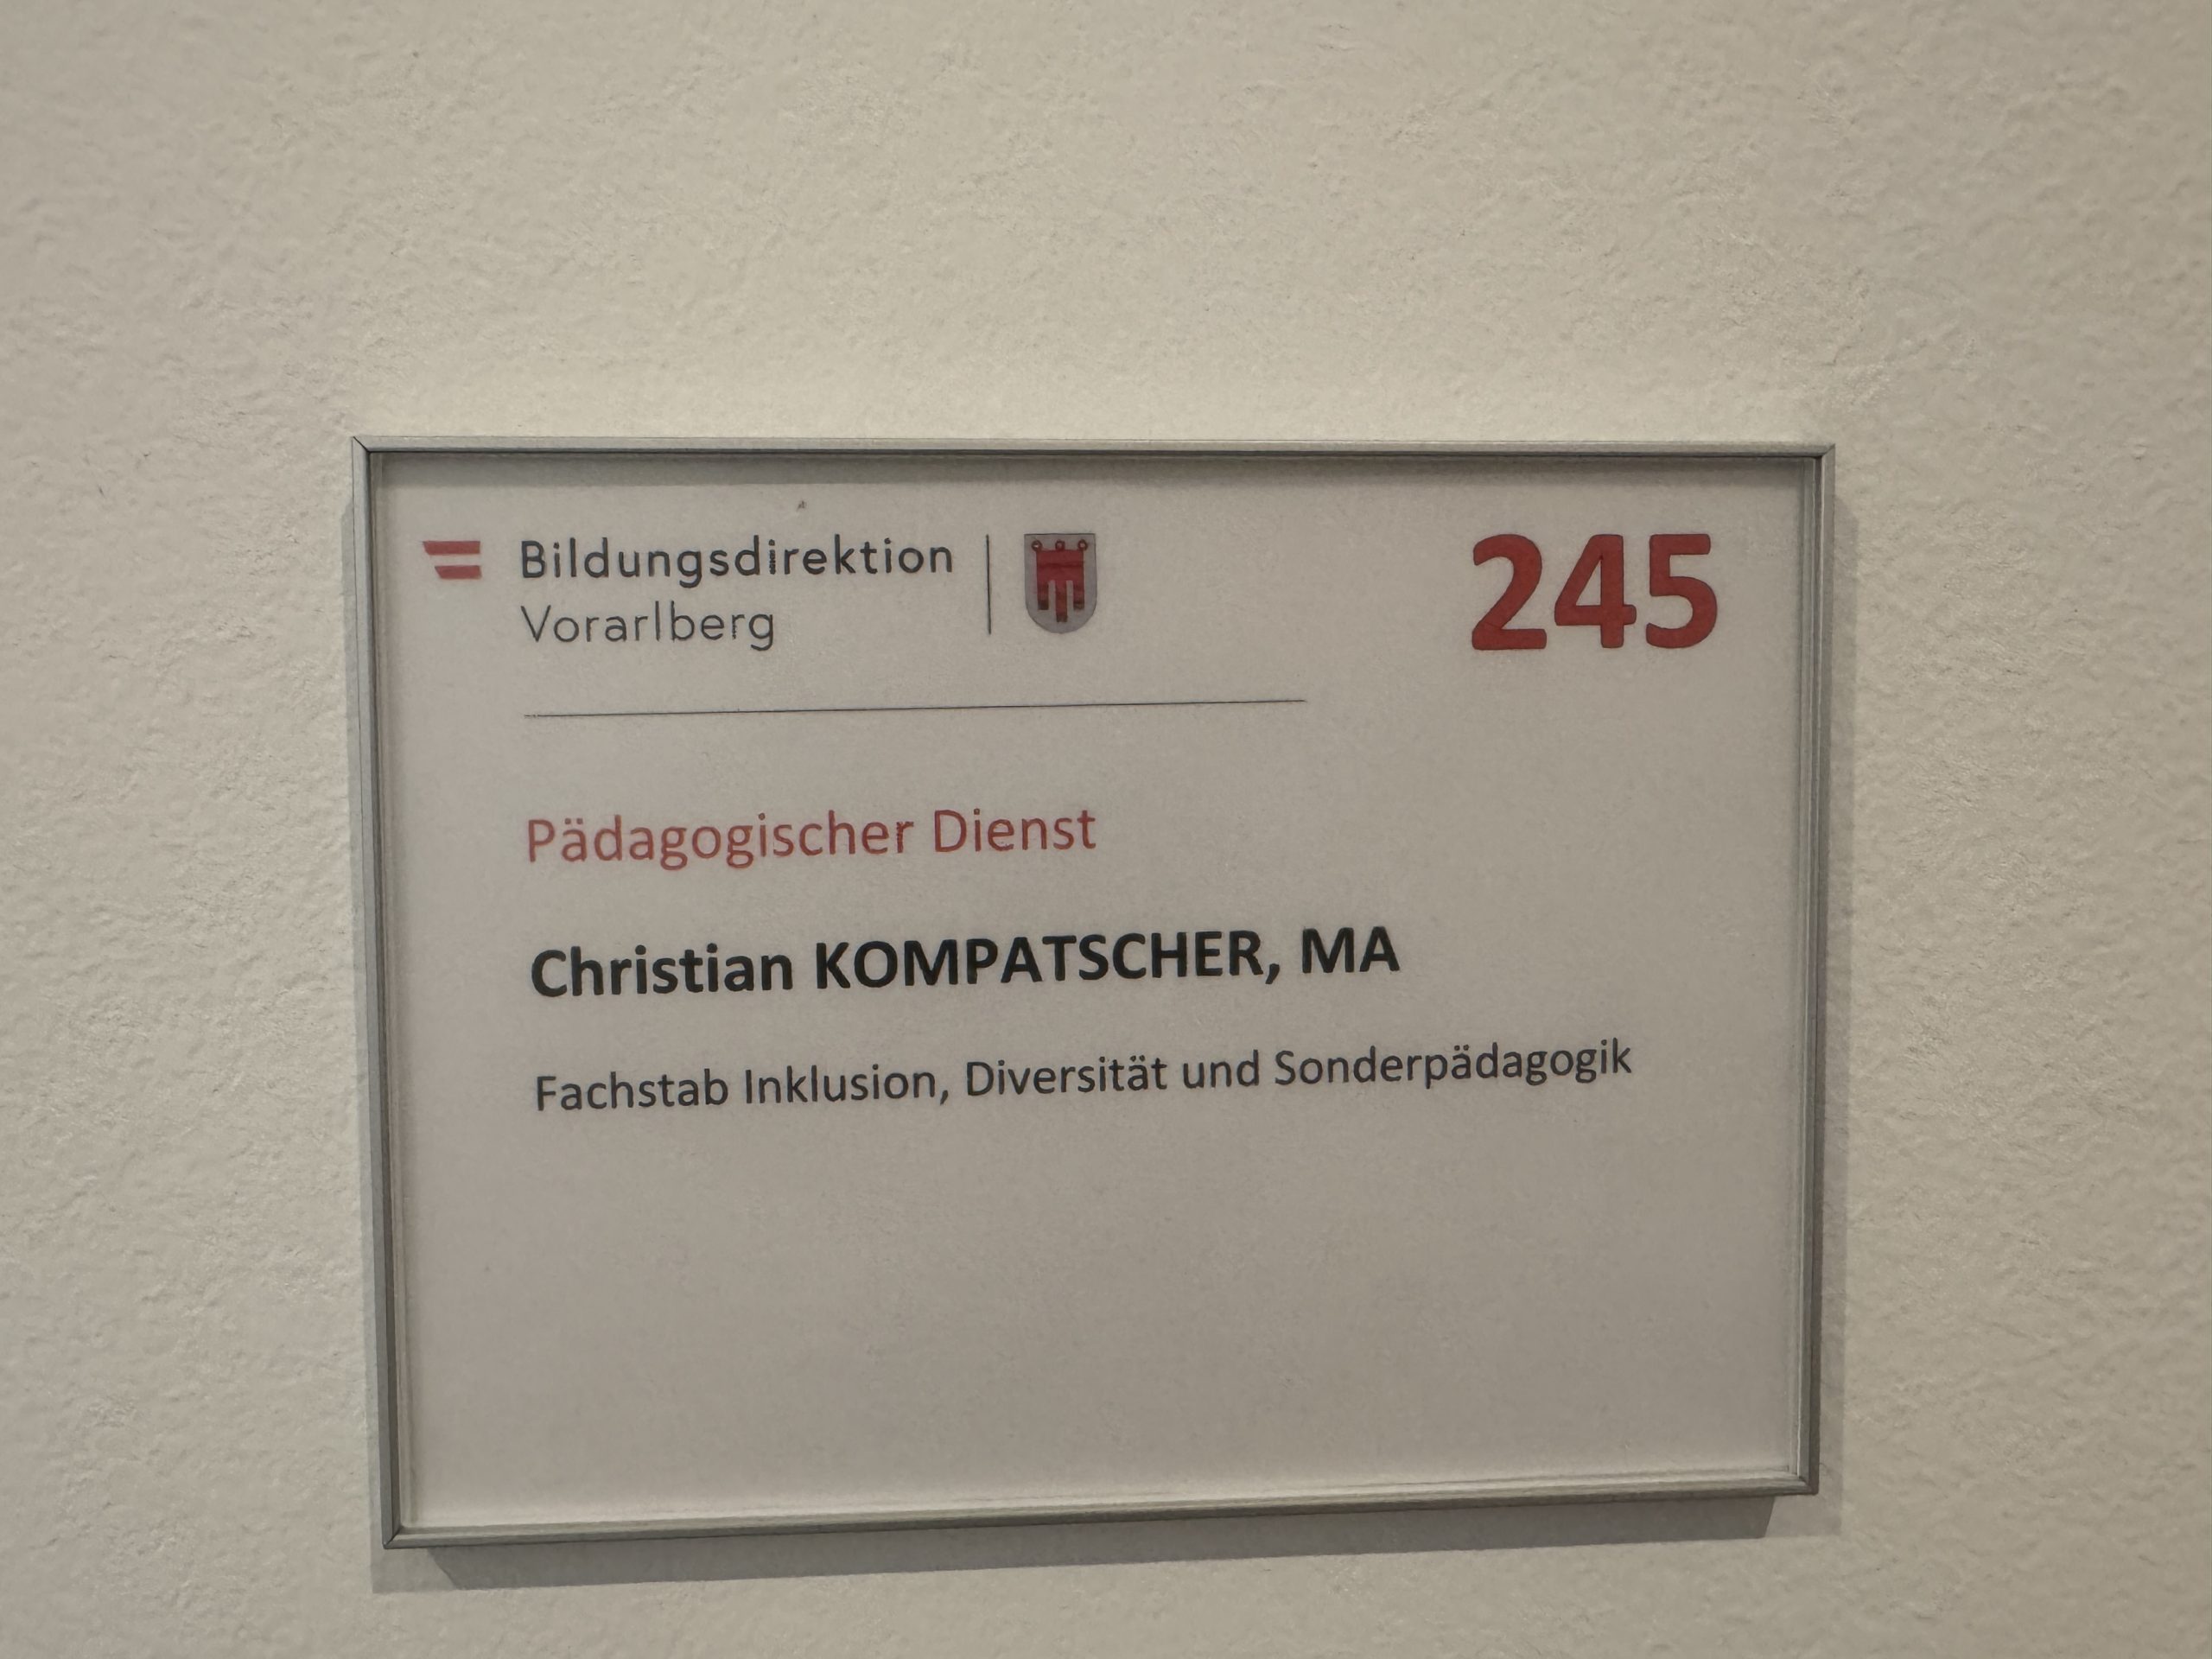 Bildungsdirektion
Vorarlberg
245
Pädagogischer Dienst
Christian KOMPATSCHER, MA
Fachstab Inklusion, Diversität und Sonderpädagogik